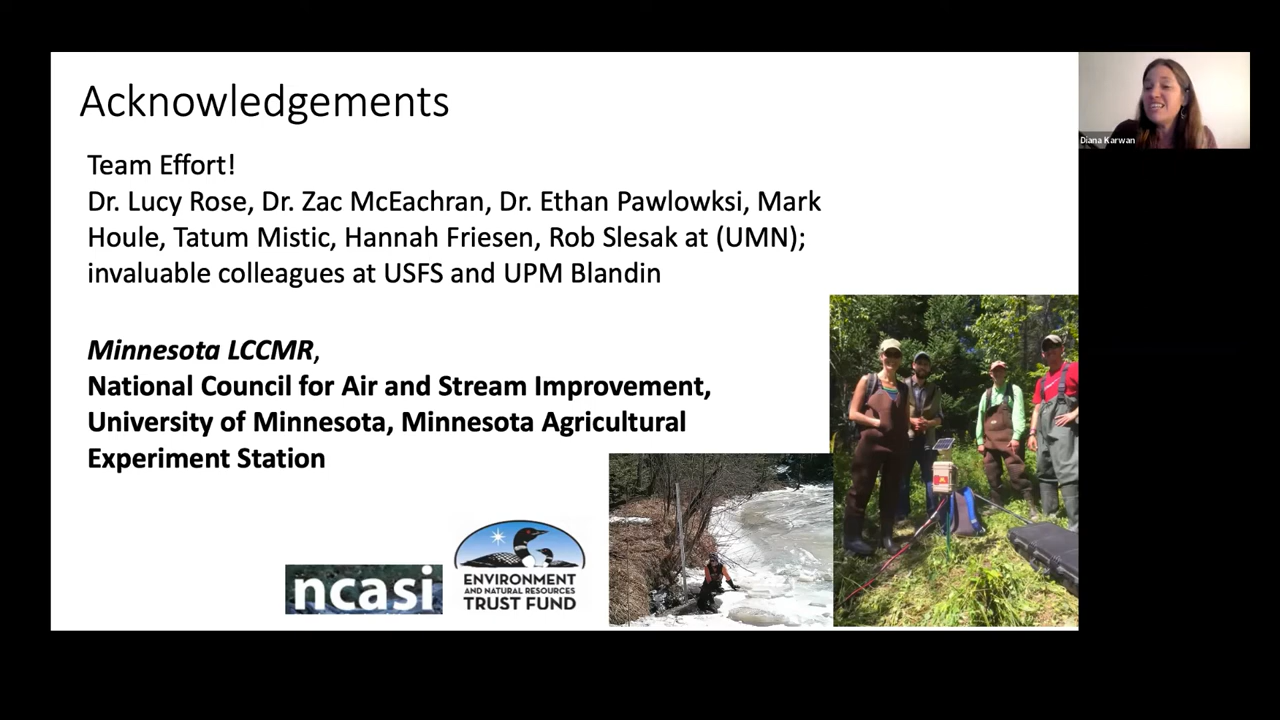 Acknowledgements
Diana Karwan
Team Effort!
Dr. Lucy Rose, Dr. Zac McEachran, Dr. Ethan Pawlowksi, Mark
Houle, Tatum Mistic, Hannah Friesen, Rob Slesak at (UMN);
invaluable colleagues at USFS and UPM Blandin
Minnesota LCCMR,
National Council for Air and Stream Improvement,
University of Minnesota, Minnesota Agricultural
Experiment Station
ncasi
ENVIRONMENT
AND NATURAL RESOURCES
TRUST FUND